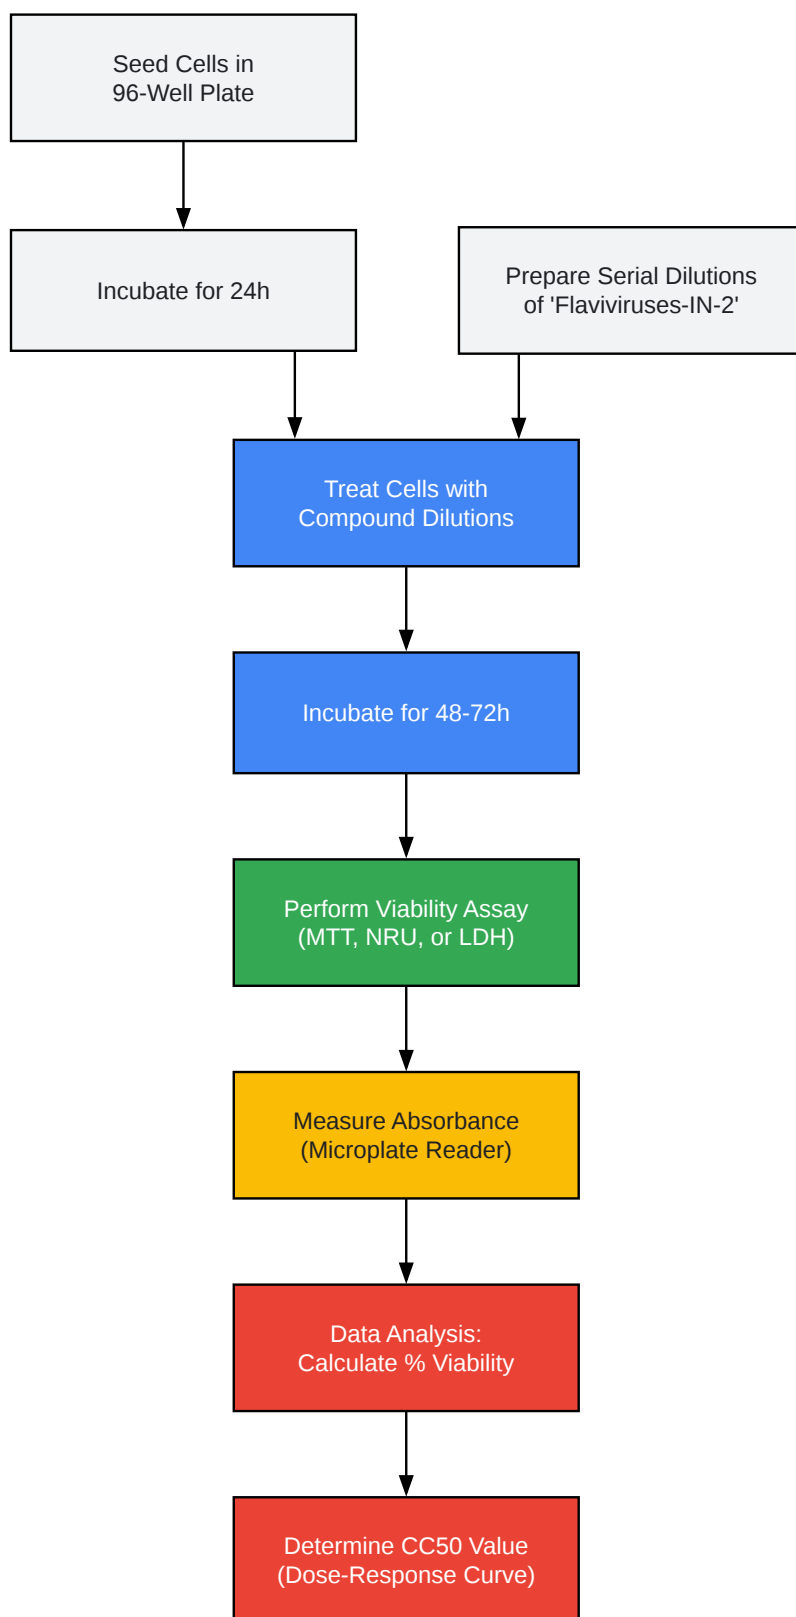 Seed Cells in
96-Well Plate
Incubate for 24h
Prepare Serial Dilutions
of 'Flaviviruses-IN-2'
Treat Cells with
Compound Dilutions
Incubate for 48-72h
Perform Viability Assay
(MTT, NRU, or LDH)
Measure Absorbance
(Microplate Reader)
Data Analysis:
Calculate % Viability
Determine CC50 Value
(Dose-Response Curve)